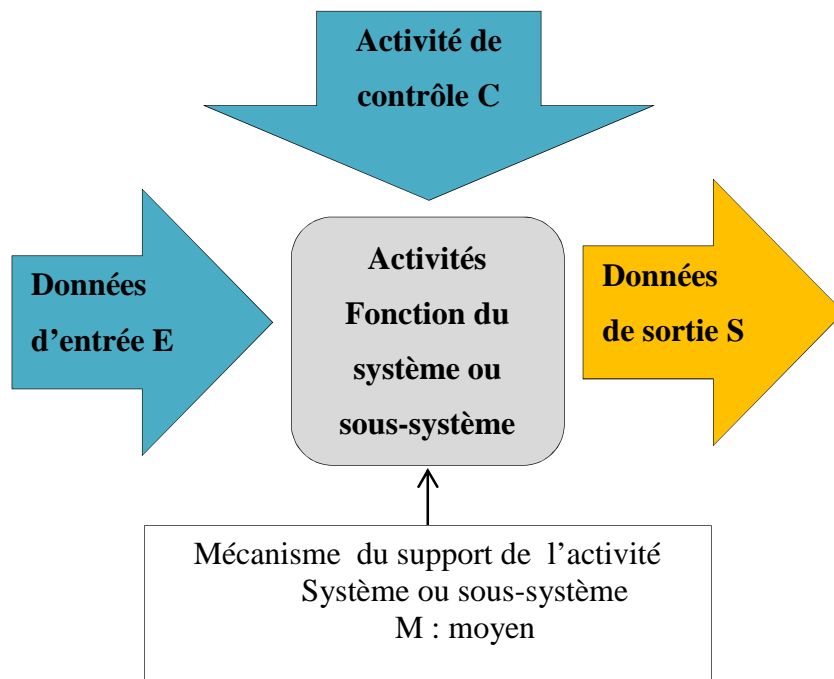 Activité de
contrôle C
Données
d'entrée E
Activités
Fonction du
système ou
sous-système
Données
de sortie S
Mécanisme du support de l'activité
Système ou sous-système
M : moyen